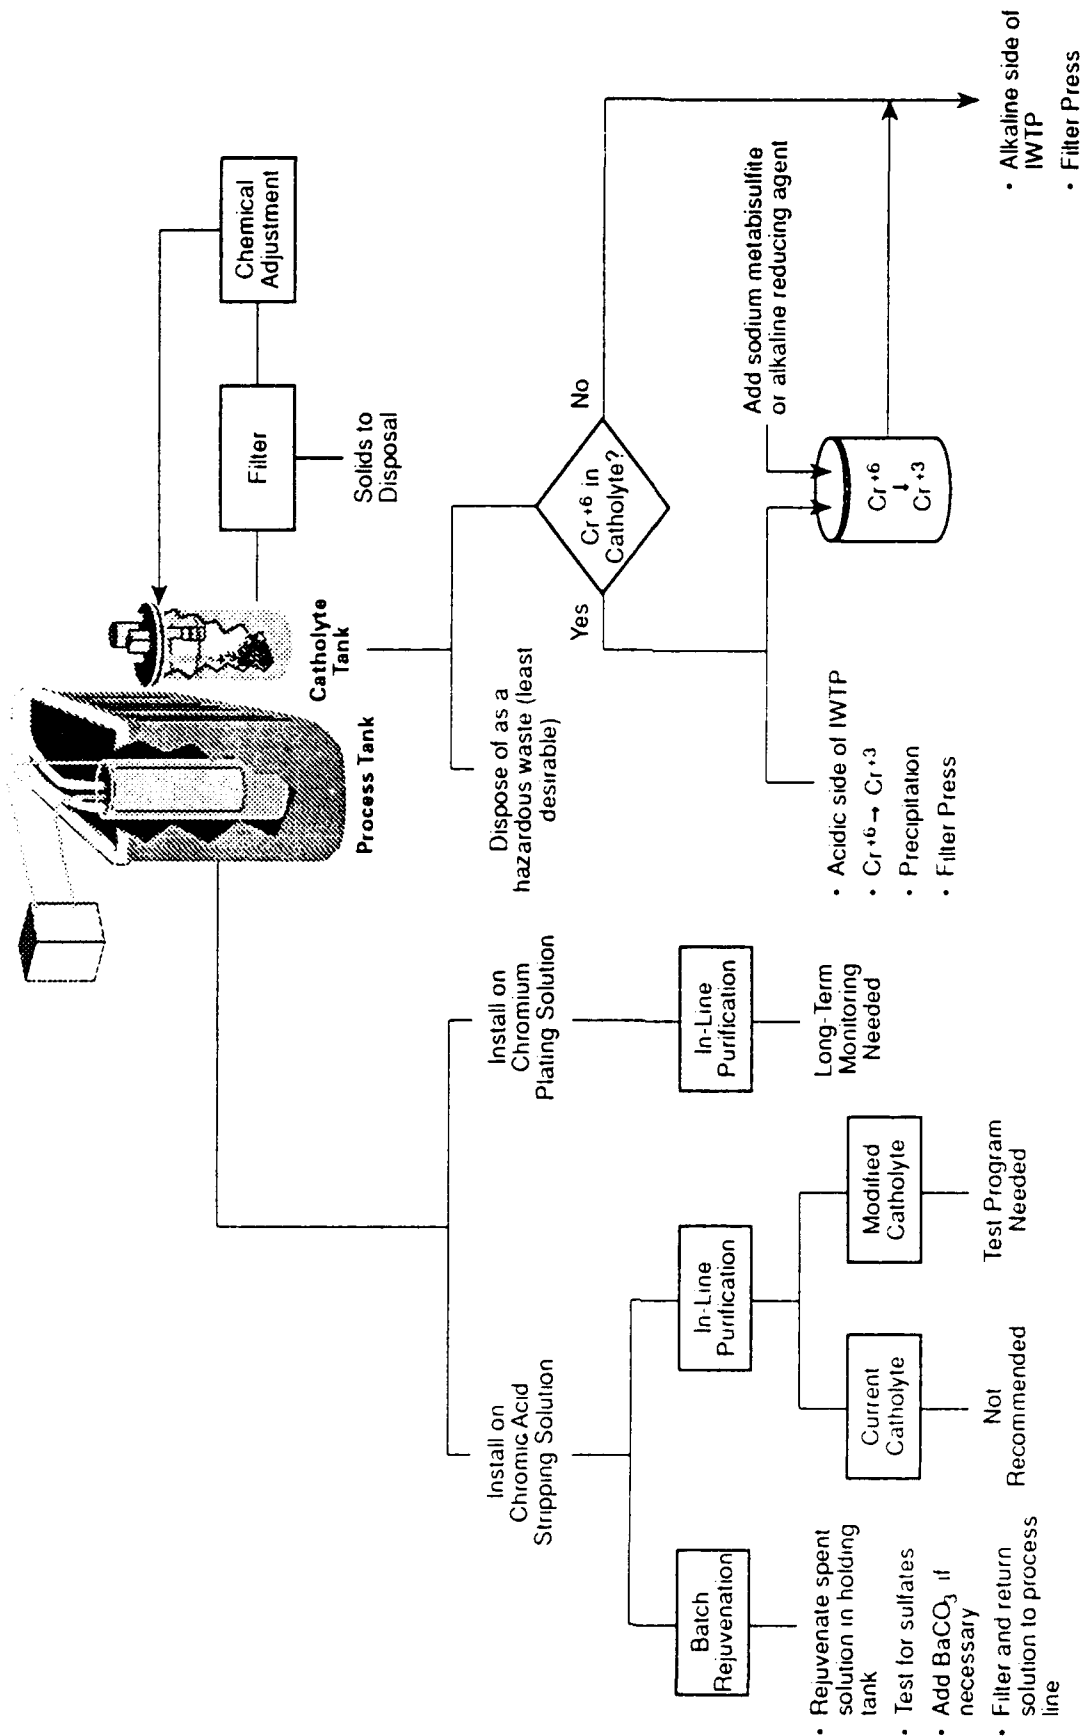 Process Tank
Catholyte
Tank
Filter
Solids to
Disposal
Chemical
Adjustment
Install on
Chromic Acid
Stripping Solution
Install on
Chromium
Plating Solution
Dispose of as a
hazardous waste (least
desirable)
Cr+6 in
Catholyte?
Yes
No
Batch
Rejuvenation
In-Line
Purification
In-Line
Purification
Add sodium metabisulfite
or alkaline reducing agent
• Rejuvenate spent
solution in holding
tank
• Test for sulfates
• Add BaCO3 if
necessary
• Filter and return
solution to process
line
Current
Catholyte
Modified
Catholyte
Not
Recommended
Test Program
Needed
Long-Term
Monitoring
Needed
• Acidic side of IWTP
• Cr+6 → Cr+3
• Precipitation
• Filter Press
Cr+6
↓
Cr+3
• Alkaline side of
IWTP
• Filter Press